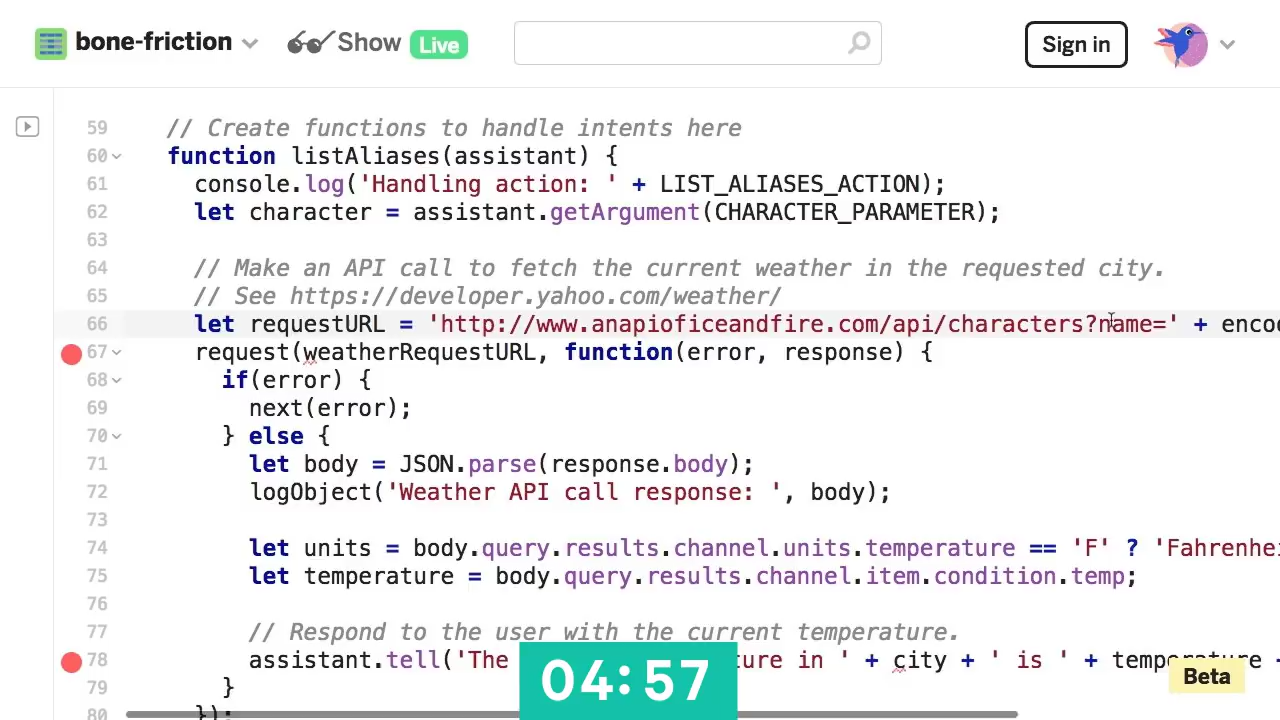 bone-friction Show Live Sign in
59 // Create functions to handle intents here
60 function listAliases(assistant) {
61 console.log('Handling action: ' + LIST_ALIASES_ACTION);
62 let character = assistant.getArgument(CHARACTER_PARAMETER);
63
64 // Make an API call to fetch the current weather in the requested city.
65 // See https://developer.yahoo.com/weather/
66 let requestURL = 'http://www.anapioficeandfire.com/api/characters?name=' + enco
67 request(weatherRequestURL, function(error, response) {
68 if(error) {
69 next(error);
70 } else {
71 let body = JSON.parse(response.body);
72 logObject('Weather API call response: ', body);
73
74 let units = body.query.results.channel.units.temperature == 'F' ? 'Fahrenhe
75 let temperature = body.query.results.channel.item.condition.temp;
76
77 // Respond to the user with the current temperature.
78 assistant.tell('The ture in ' + city + ' is ' + temperature
79 }
80 });
04:57
Beta